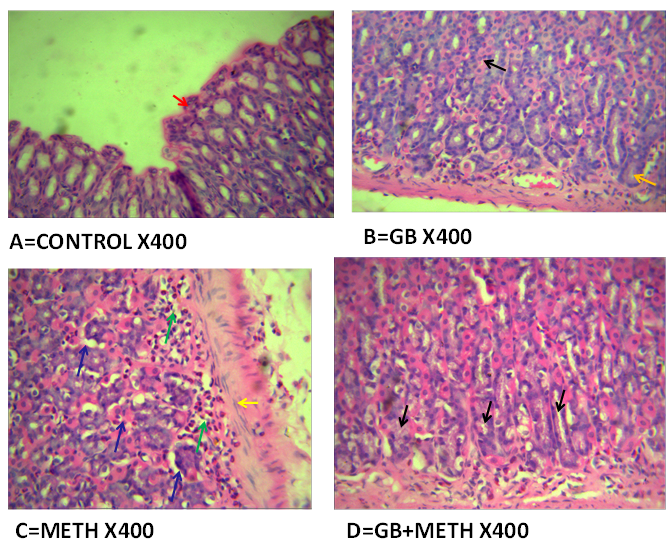 A=CONTROL X400
B=GB X400
C=METH X400
D=GB+METH X400